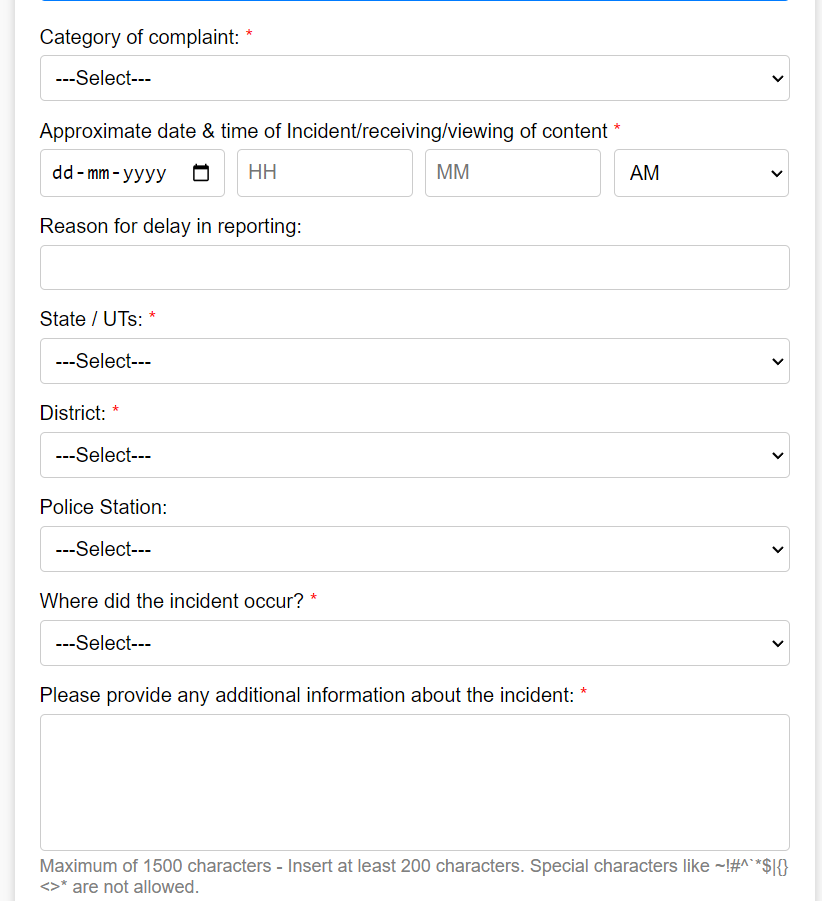 Category of complaint: *
---Select---
Approximate date & time of Incident/receiving/viewing of content *
dd-mm-yyyy HH MM AM
Reason for delay in reporting:
State / UTs: *
---Select---
District: *
---Select---
Police Station:
---Select---
Where did the incident occur? *
---Select---
Please provide any additional information about the incident: *
Maximum of 1500 characters - Insert at least 200 characters. Special characters like ~!#^`*$|{}
<>* are not allowed.